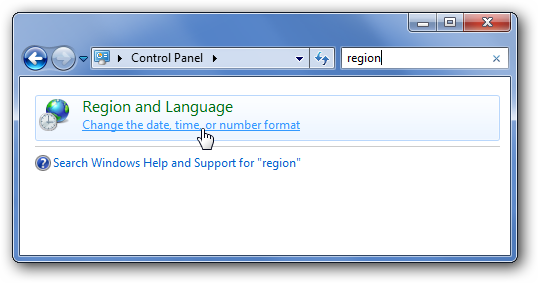 Control Panel
region
Region and Language
Change the date, time, or number format
Search Windows Help and Support for "region"